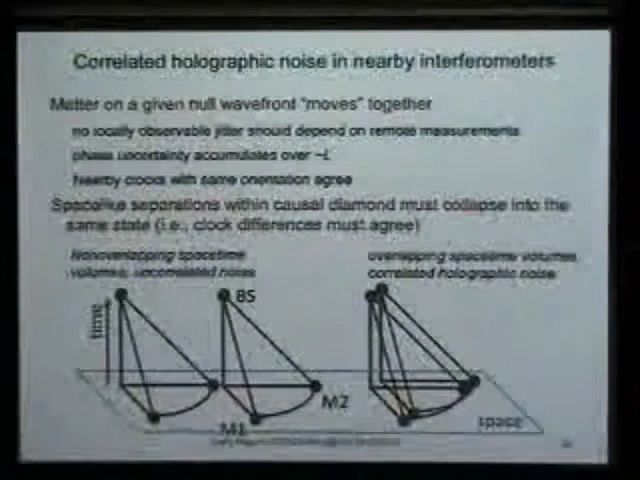 Correlated holographic noise in nearby interferometers
Matter on a given null wavefront "moves" together
no locally observable jitter should depend on remote measurements
phase uncertainty accumulates over ~L
Nearby clocks with same orientation agree
Spacelike separations within causal diamond must collapse into the
same state (i.e., clock differences must agree)
Nonoverlapping spacetime
volumes, uncorrelated noise
overlapping spacetime volumes,
correlated holographic noise
BS
time
M2
M1
space